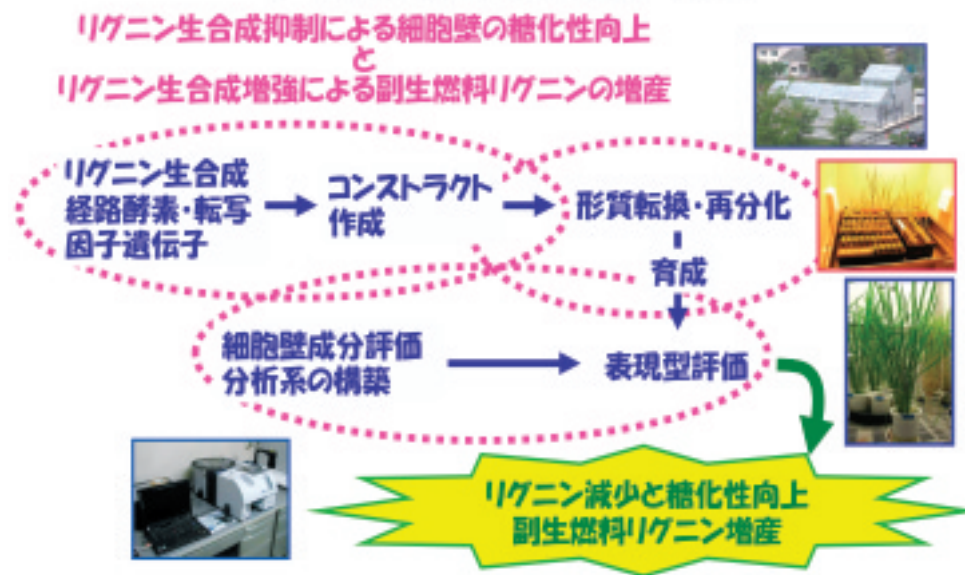 リグニン生合成抑制による細胞壁の糖化性向上
と
リグニン生合成増強による副生燃料リグニンの増産
リグニン生合成
経路酵素・転写
因子遺伝子
コンストラクト
作成
形質転換・再分化
育成
細胞壁成分評価
分析系の構築
表現型評価
リグニン減少と糖化性向上
副生燃料リグニン増産